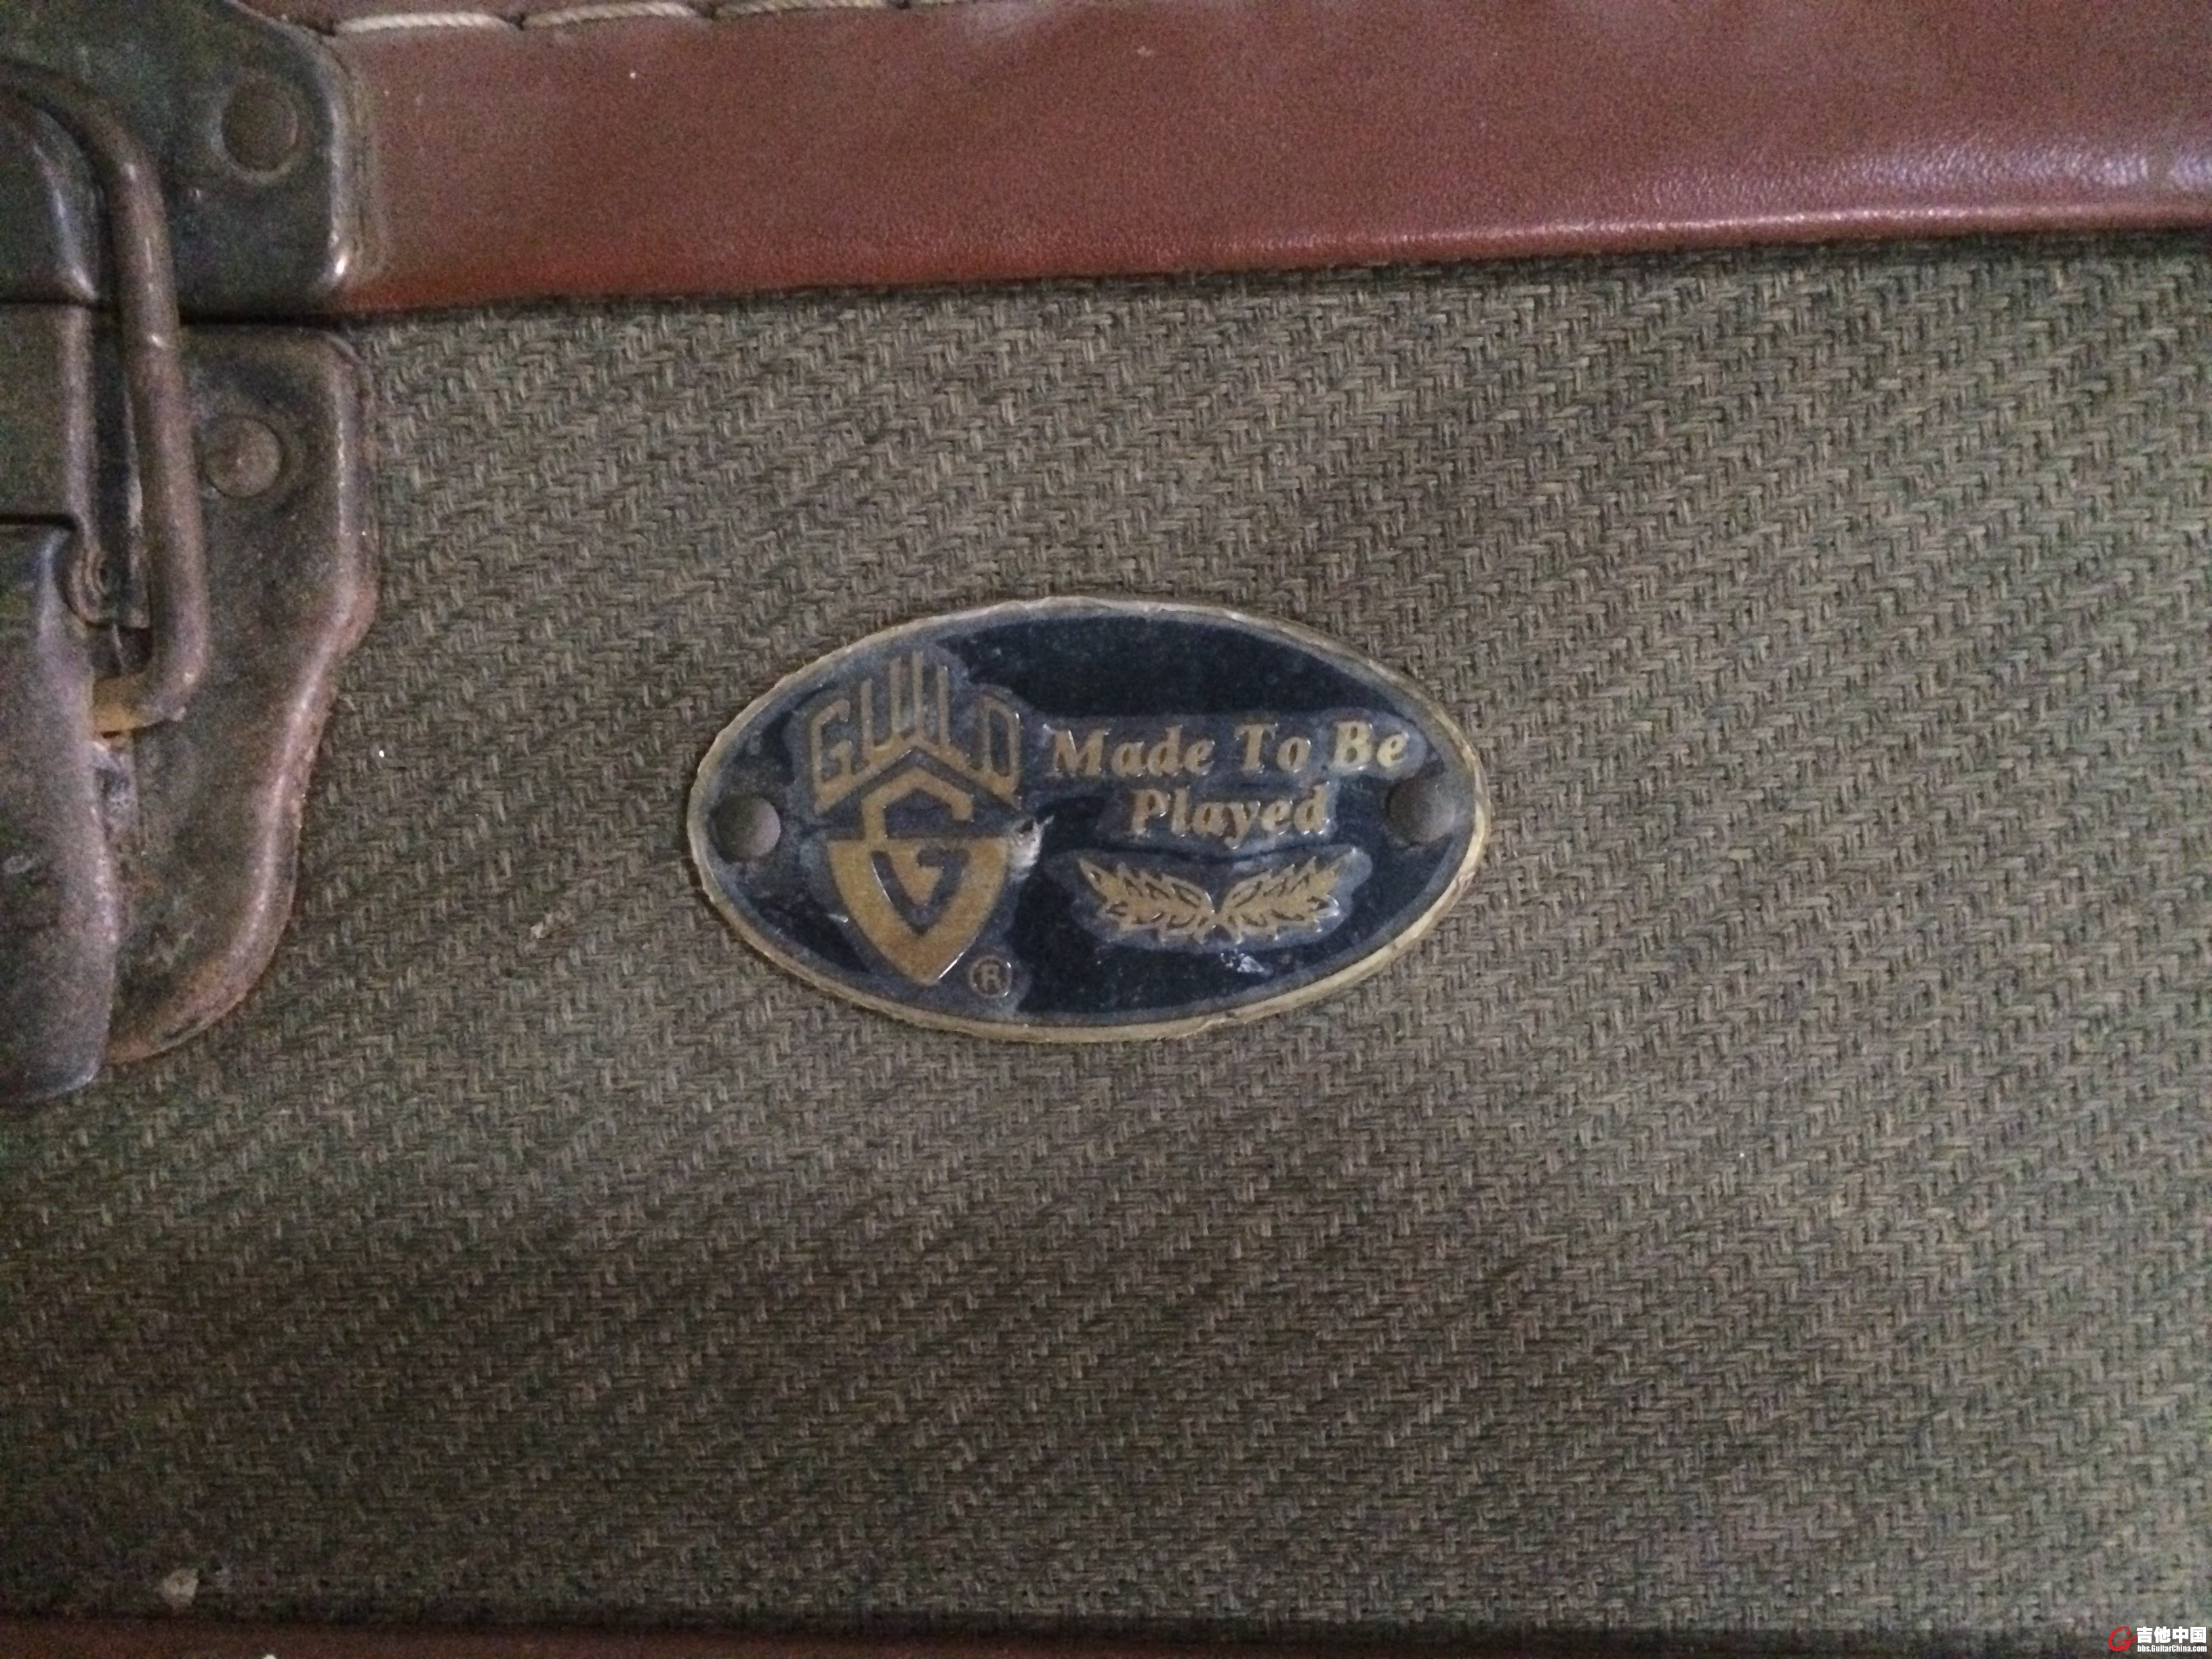 GUILD
G
Made To Be
Played
®
吉他中国
bbs.GuitarChina.com